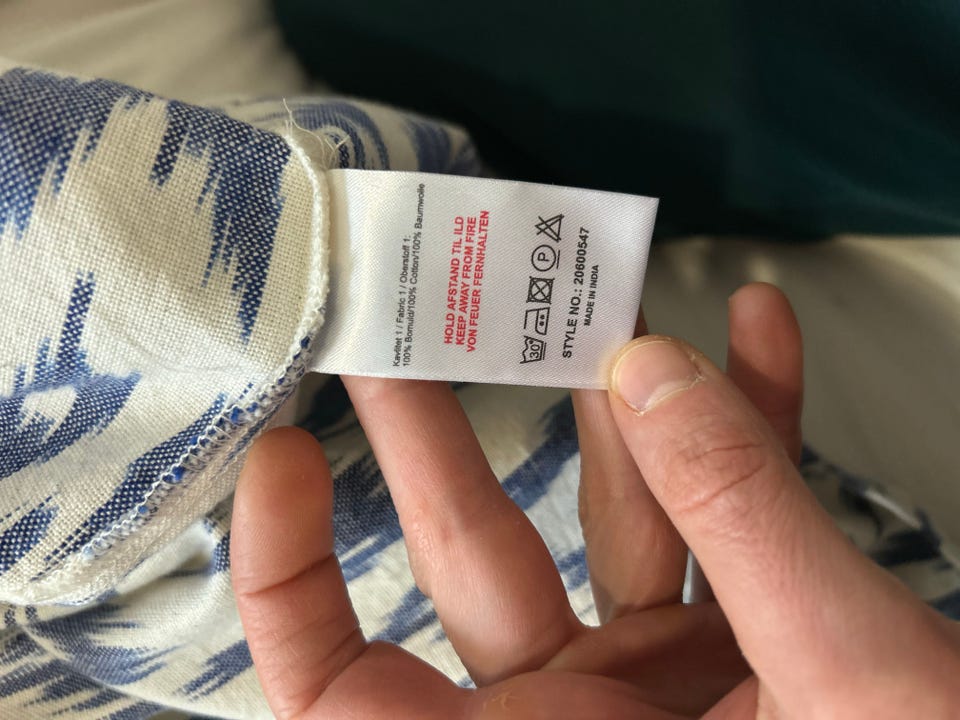 Kavlitet 1 / Fabric 1 / Oberstoff 1:
100% Bomuld/100% Cotton/100% Baumwolle
HOLD AFSTAND TIL ILD
KEEP AWAY FROM FIRE
VON FEUER FERNHALTEN
30° P
STYLE NO.: 20600547
MADE IN INDIA